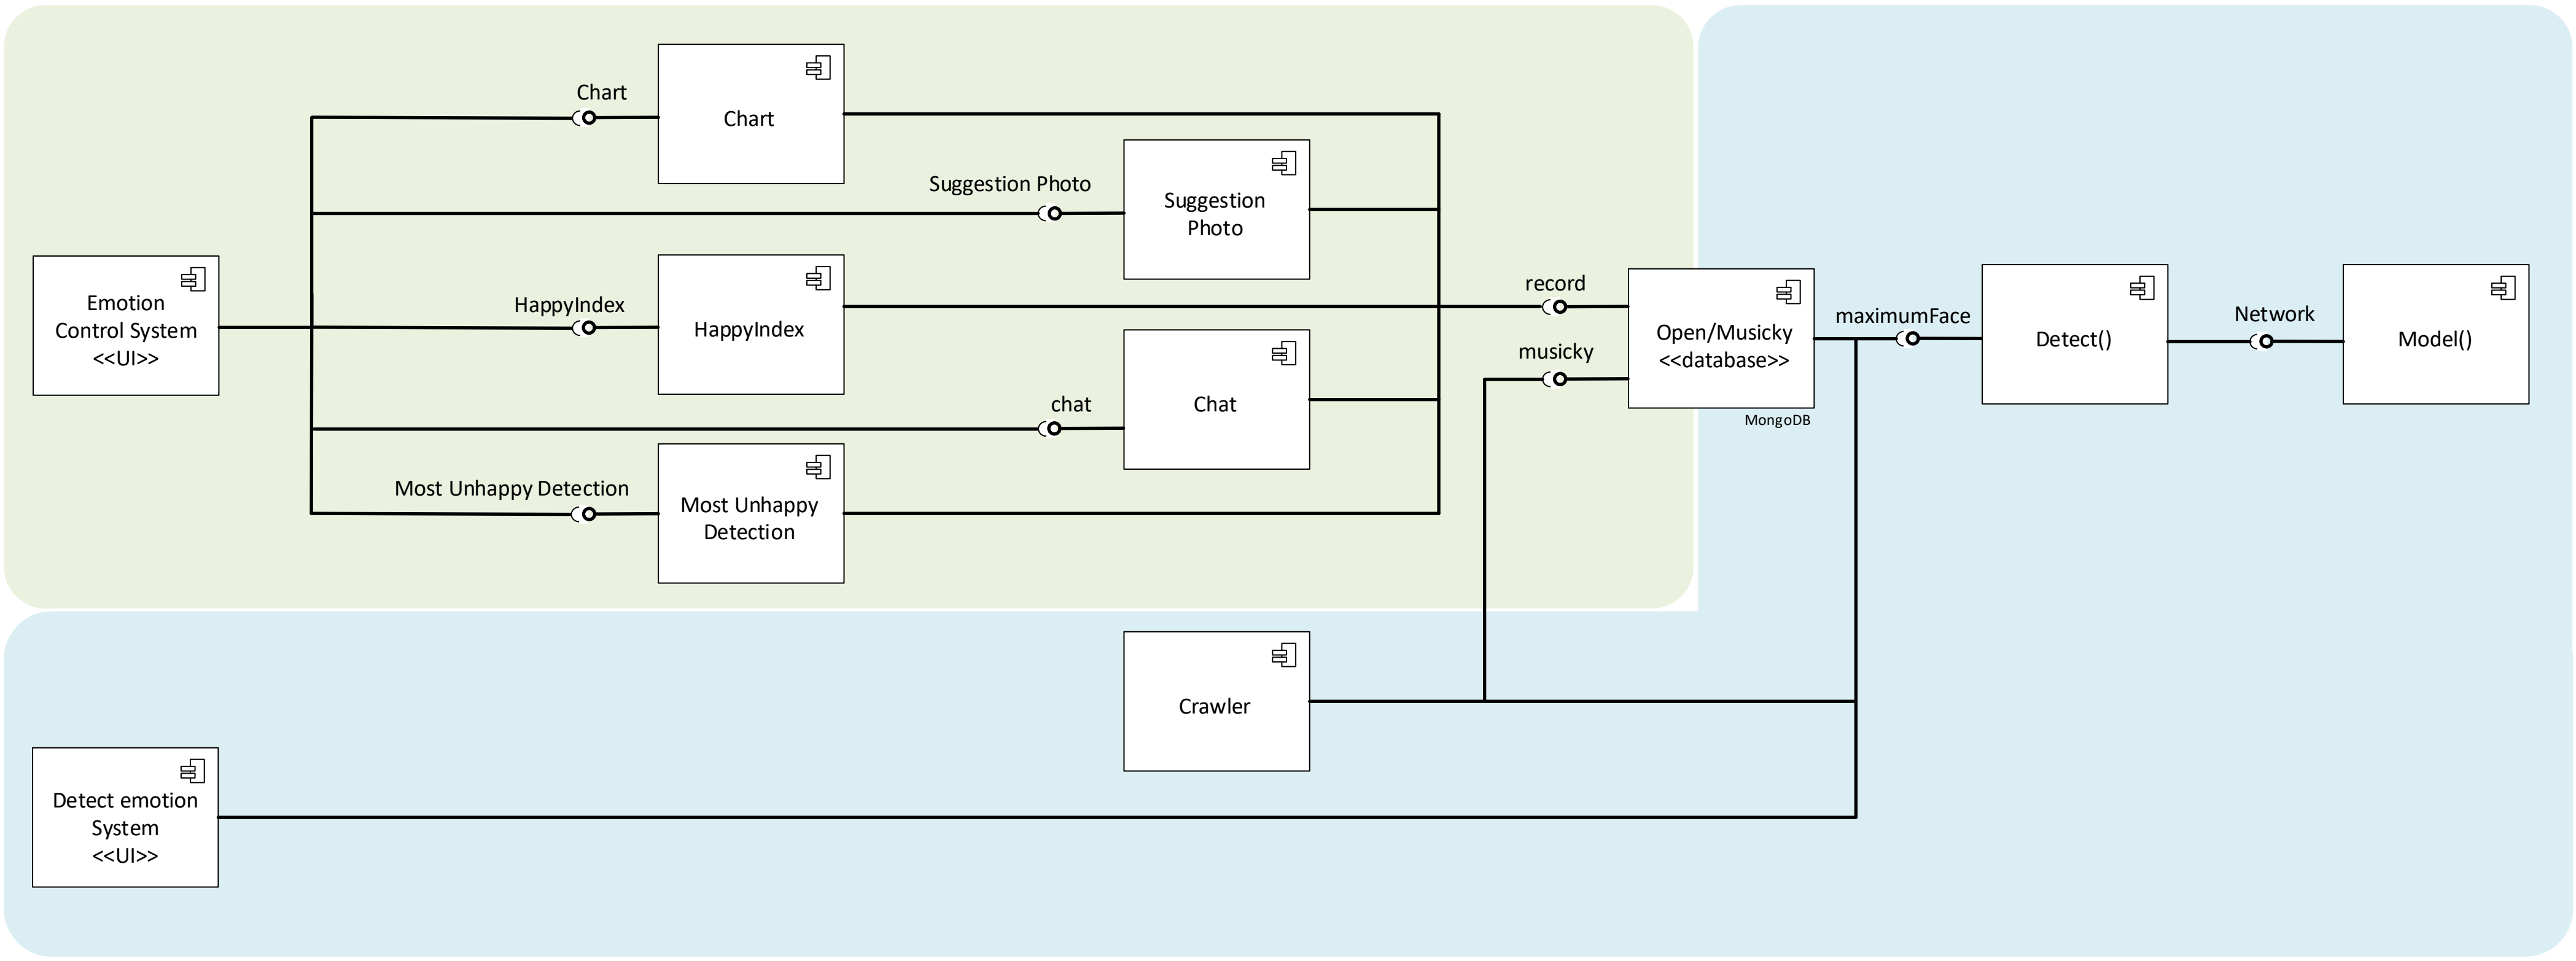 Chart
Chart
Suggestion Photo
Suggestion
Photo
Emotion
Control System
<<UI>>
HappyIndex
HappyIndex
record
musicky
Open/Musicky
<<database>>
MongoDB
maximumFace
Detect()
Network
Model()
chat
Chat
Most Unhappy Detection
Most Unhappy
Detection
Crawler
Detect emotion
System
<<UI>>